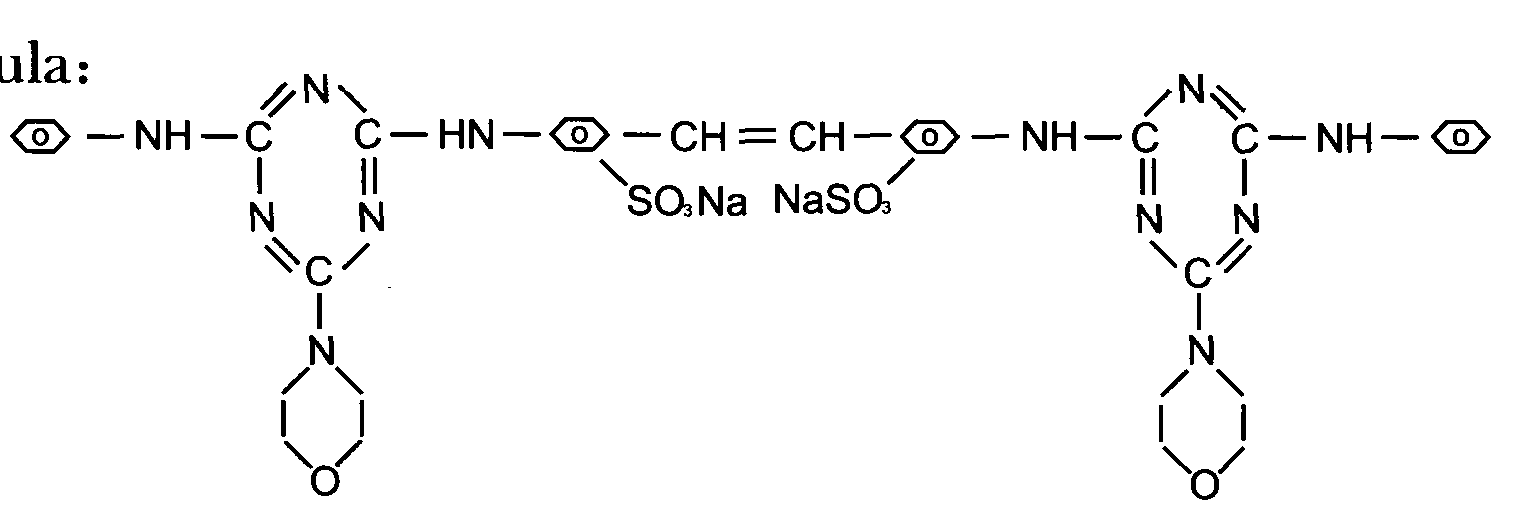 ula:
N N
NH C C HN CH CH NH C C NH
SO₃Na NaSO₃
N N N N
C C
N N
O O